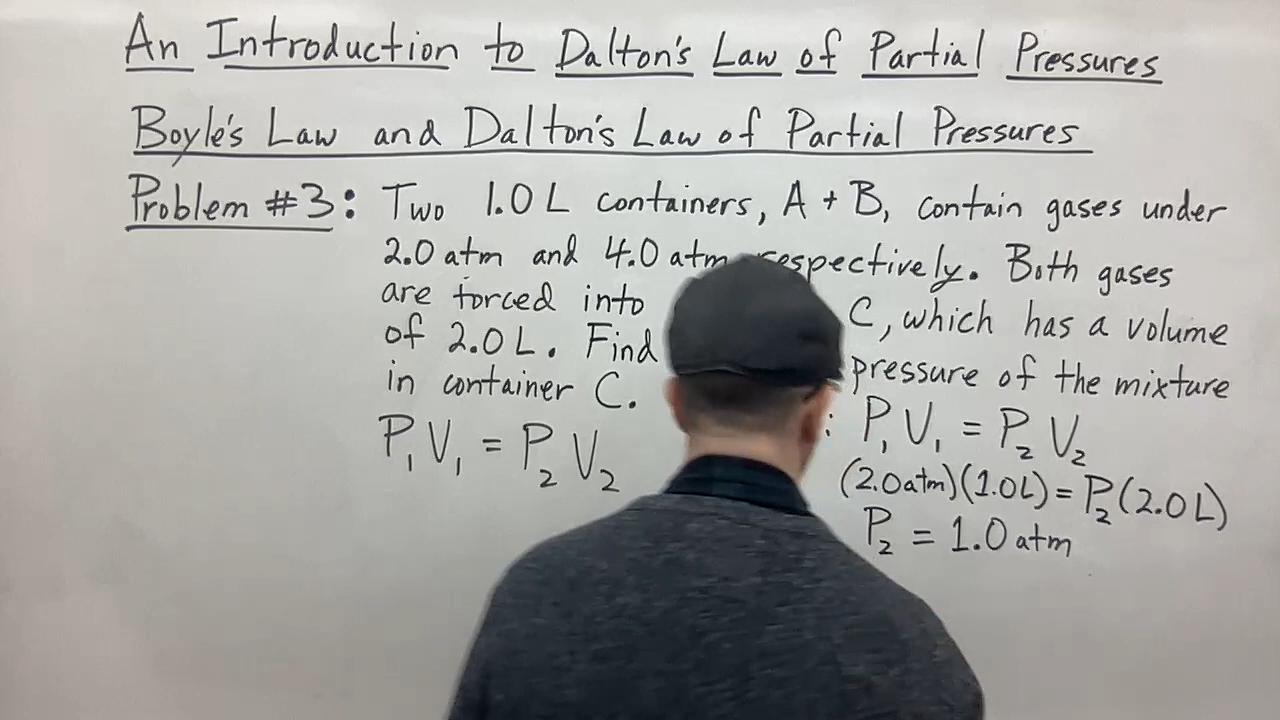 An Introduction to Dalton's Law of Partial Pressures
Boyle's Law and Dalton's Law of Partial Pressures
Problem #3: Two 1.0 L containers, A + B, contain gases under
2.0 atm and 4.0 atm respectively. Both gases
are forced into C, which has a volume
of 2.0 L. Find pressure of the mixture
in container C.
P₁V₁ = P₂V₂
: P₁V₁ = P₂V₂
(2.0 atm)(1.0 L) = P₂(2.0 L)
P₂ = 1.0 atm